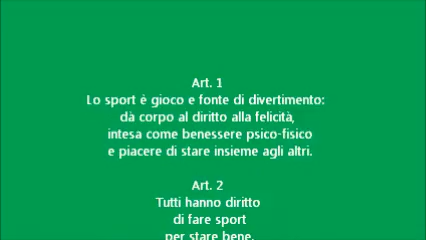 Art. 1
Lo sport è gioco e fonte di divertimento:
dà corpo al diritto alla felicità,
intesa come benessere psico-fisico
e piacere di stare insieme agli altri.
Art. 2
Tutti hanno diritto
di fare sport
per stare bene.